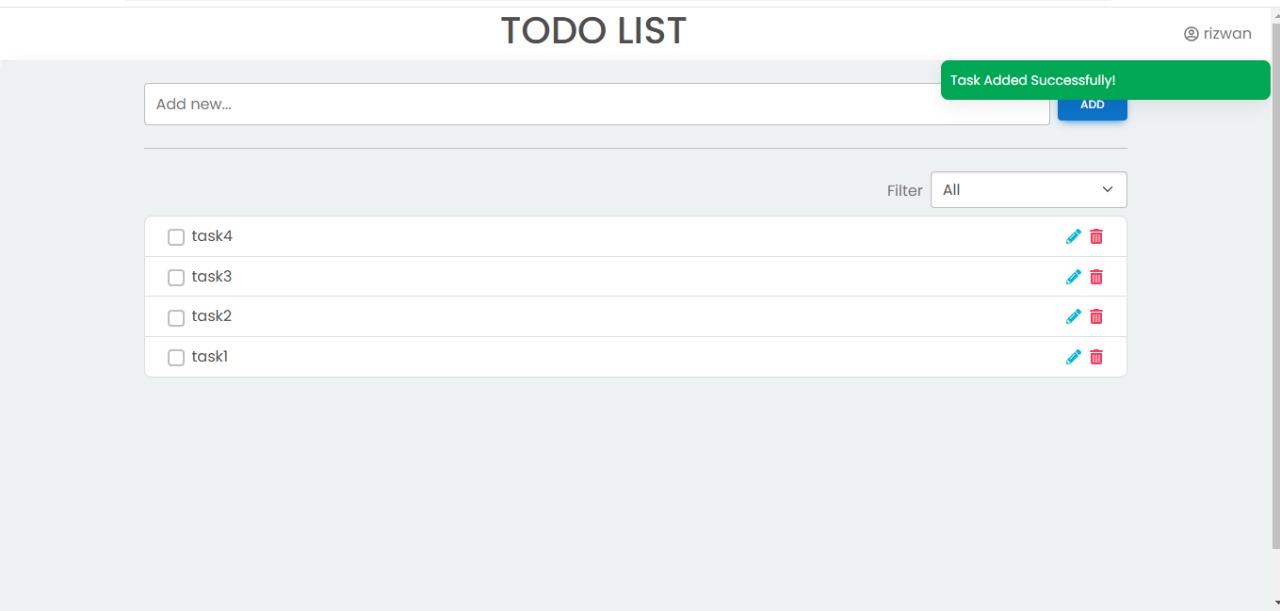 TODO LIST
rizwan
Task Added Successfully!
Add new...
ADD
Filter
All
task4
task3
task2
task1